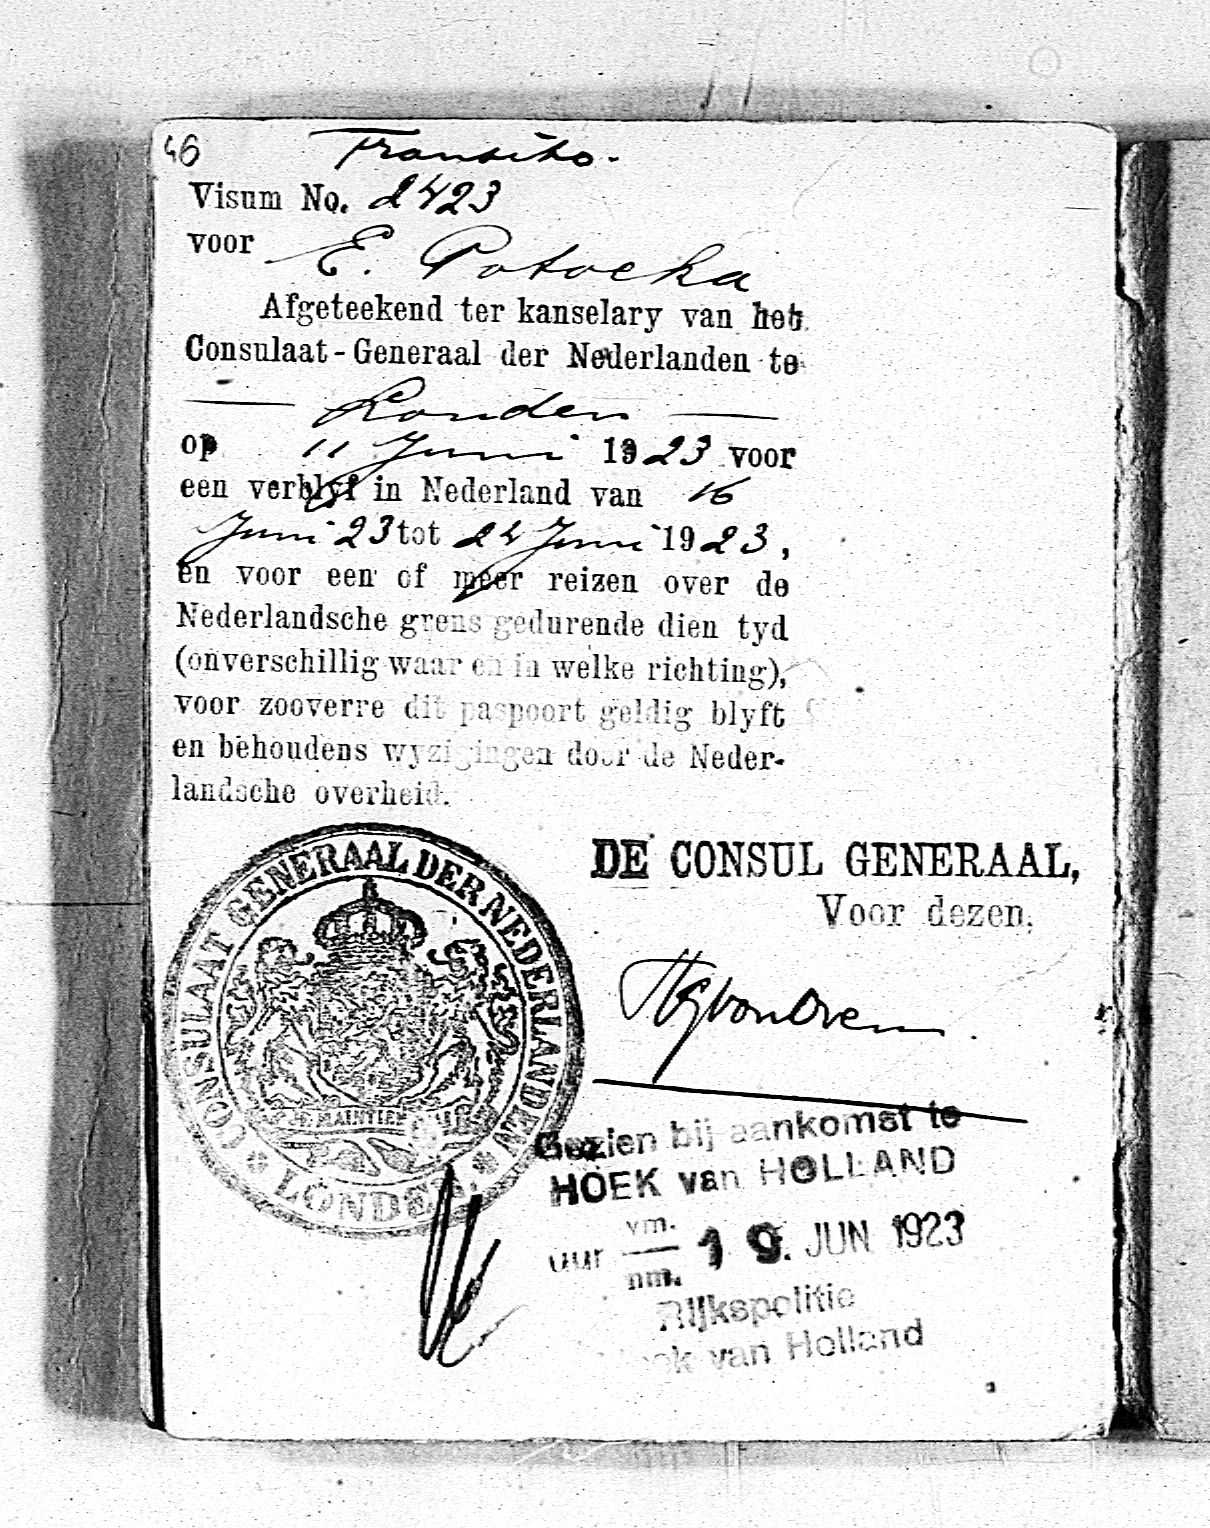 46
Transito.
Visum No. 2423
voor E. Potocka
Afgeteekend ter kanselary van het
Consulaat-Generaal der Nederlanden te
Londen
op 11 Juni 1923 voor
een verblyf in Nederland van 16
Juni 23 tot 24 Juni 1923,
en voor een of meer reizen over de
Nederlandsche grens gedurende dien tyd
(onverschillig waar en in welke richting),
voor zooverre dit paspoort geldig blyft
en behoudens wyzigingen door de Neder-
landsche overheid.
DE CONSUL GENERAAL,
Voor dezen.
CONSULAAT GENERAAL DER NEDERLANDEN
JE MAINTIENDRAI
LONDEN
Gezien bij aankomst te
HOEK van HOLLAND
uur vm. nm. 19. JUN 1923
Rijkspolitie
Hoek van Holland